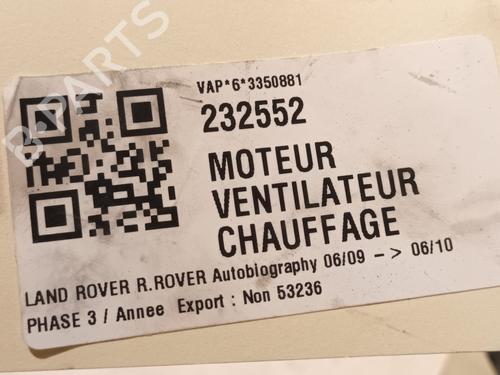 B-PARTS
VAP*6*3350881
232552
MOTEUR
VENTILATEUR
CHAUFFAGE
LAND ROVER R.ROVER Autobiography 06/09 -> 06/10
PHASE 3 / Annee Export : Non 53236